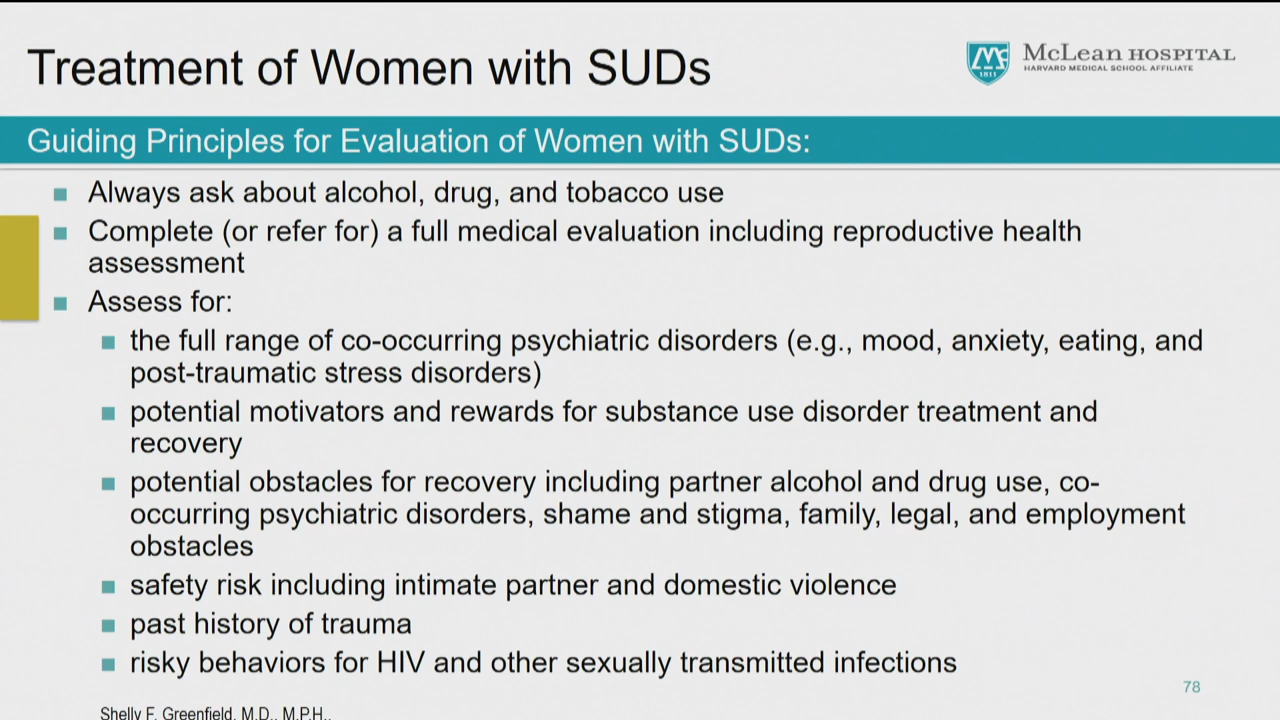 Treatment of Women with SUDs
McLEAN HOSPITAL
HARVARD MEDICAL SCHOOL AFFILIATE
1811
Guiding Principles for Evaluation of Women with SUDs:
Always ask about alcohol, drug, and tobacco use
Complete (or refer for) a full medical evaluation including reproductive health
assessment
Assess for:
the full range of co-occurring psychiatric disorders (e.g., mood, anxiety, eating, and
post-traumatic stress disorders)
potential motivators and rewards for substance use disorder treatment and
recovery
potential obstacles for recovery including partner alcohol and drug use, co-
occurring psychiatric disorders, shame and stigma, family, legal, and employment
obstacles
safety risk including intimate partner and domestic violence
past history of trauma
risky behaviors for HIV and other sexually transmitted infections
78
Shelly F. Greenfield, M.D., M.P.H.,